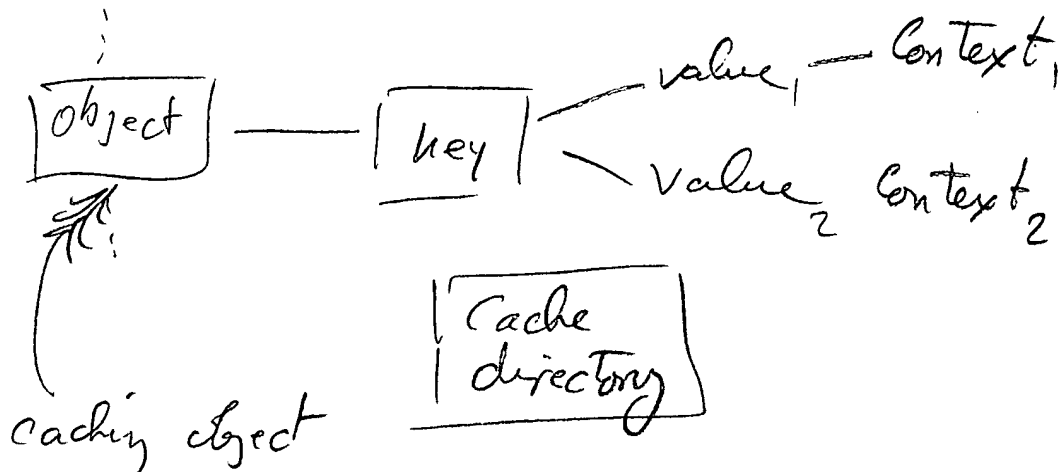 object
key
value₁ — Context₁
value₂ Context₂
Cache
directory
caching object